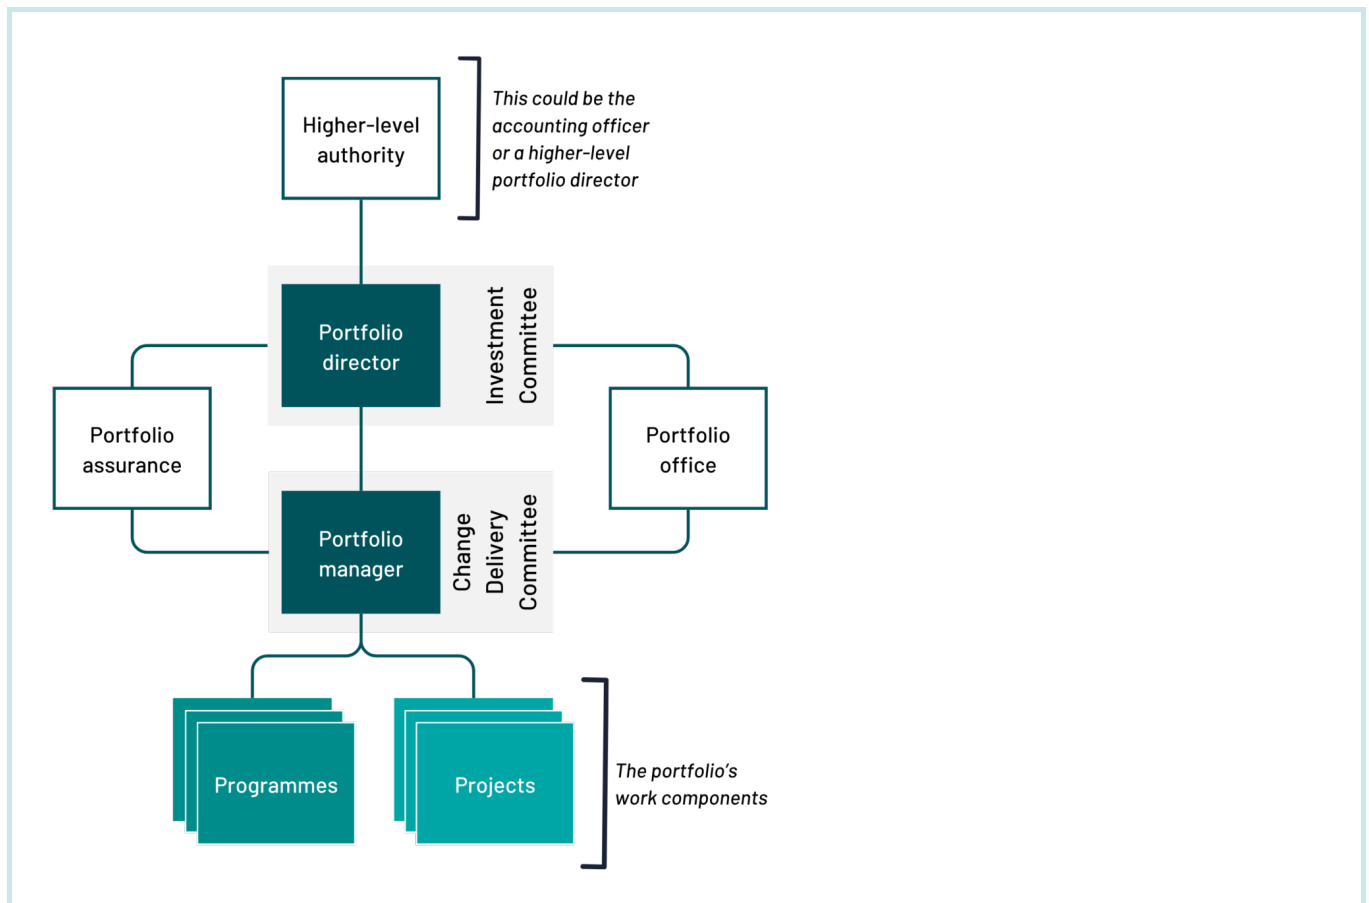 Higher-level
authority
This could be the
accounting officer
or a higher-level
portfolio director
Portfolio
director
Investment
Committee
Portfolio
assurance
Portfolio
office
Portfolio
manager
Change
Delivery
Committee
Programmes
Projects
The portfolio's
work components